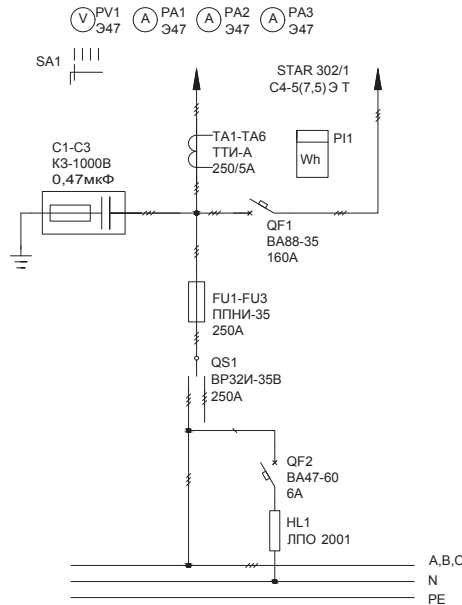 V PV1 A PA1 A PA2 A PA3
Э47 Э47 Э47 Э47
SA1
STAR 302/1
С4-5(7,5) Э Т
TA1-TA6
ТТИ-А
250/5А
PI1
Wh
C1-C3
КЗ-1000В
0,47мкФ
QF1
ВА88-35
160А
FU1-FU3
ППНИ-35
250А
QS1
ВР32И-35В
250А
QF2
ВА47-60
6А
HL1
ЛПО 2001
A,B,C
N
PE